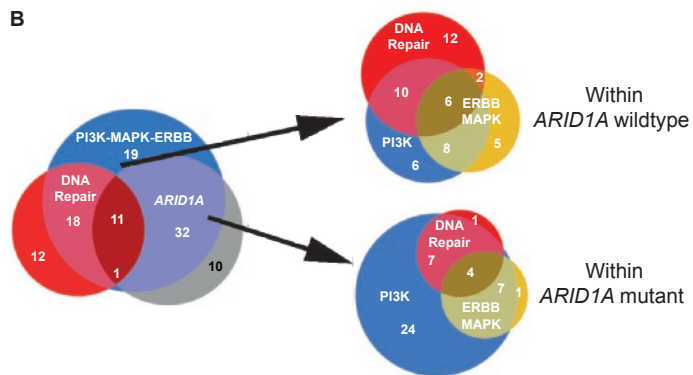 B
PI3K-MAPK-ERBB
19
DNA
Repair
ARID1A
18
11
32
12
1
10
DNA
Repair
12
2
10
6
ERBB
MAPK
PI3K
8
5
6
Within
ARID1A wildtype
1
DNA
Repair
7
4
PI3K
7
1
ERBB
MAPK
24
Within
ARID1A mutant